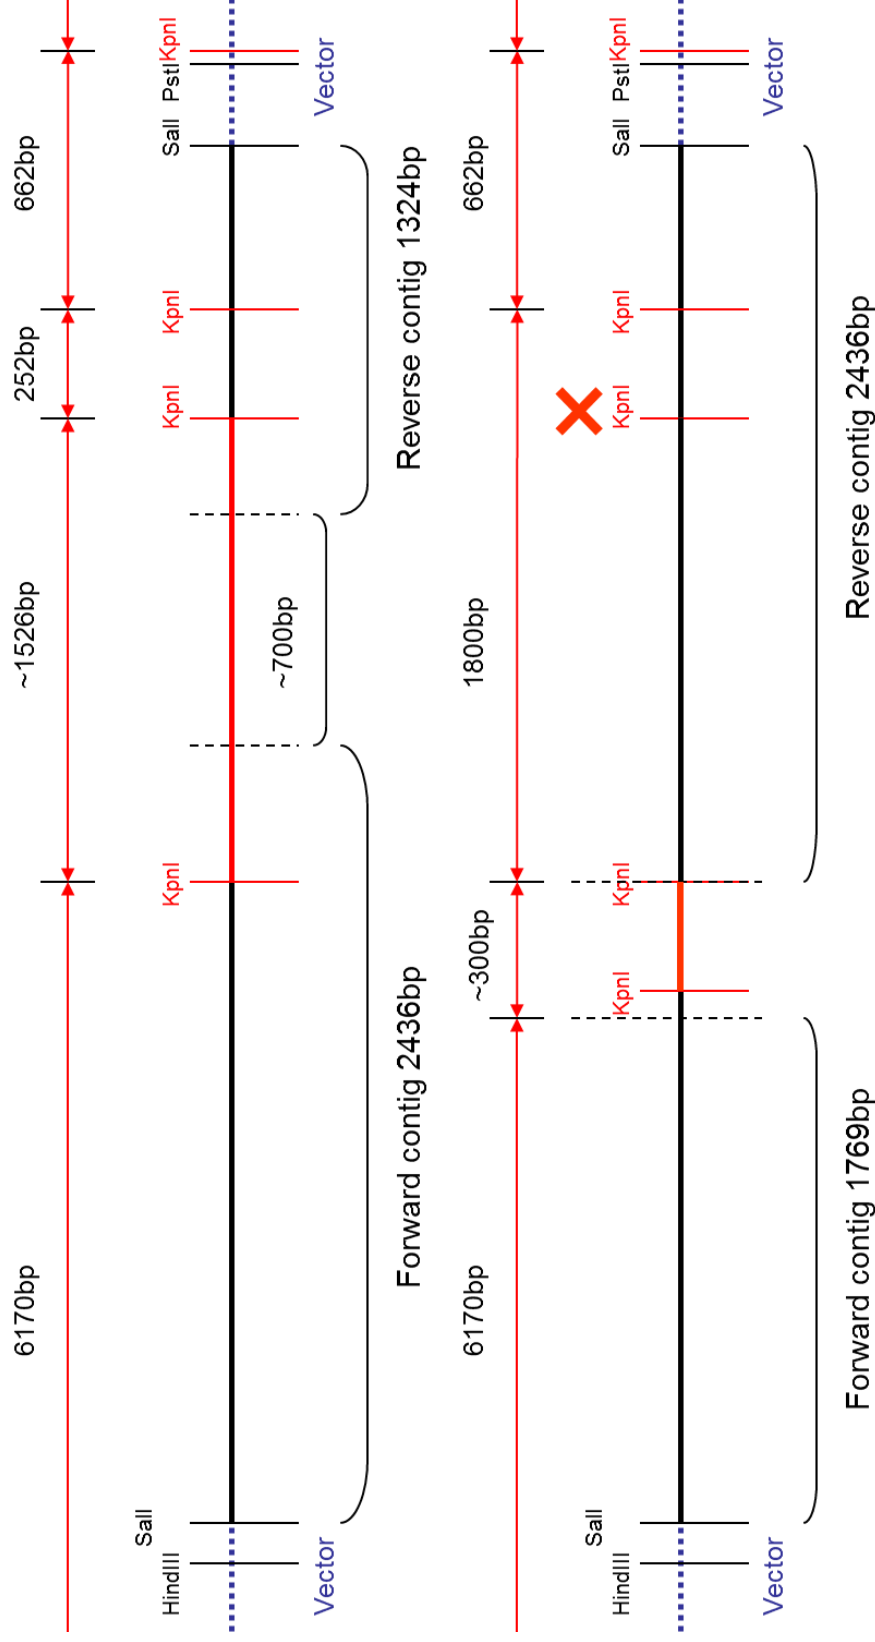 6170bp
~1526bp
252bp
662bp
SalI
HindIII
KpnI
KpnI
KpnI
SalI
PstI
KpnI
~700bp
Vector
Vector
Forward contig 2436bp
Reverse contig 1324bp
6170bp
~300bp
1800bp
662bp
SalI
HindIII
KpnI
KpnI
KpnI
KpnI
SalI
PstI
KpnI
Vector
Vector
Forward contig 1769bp
Reverse contig 2436bp